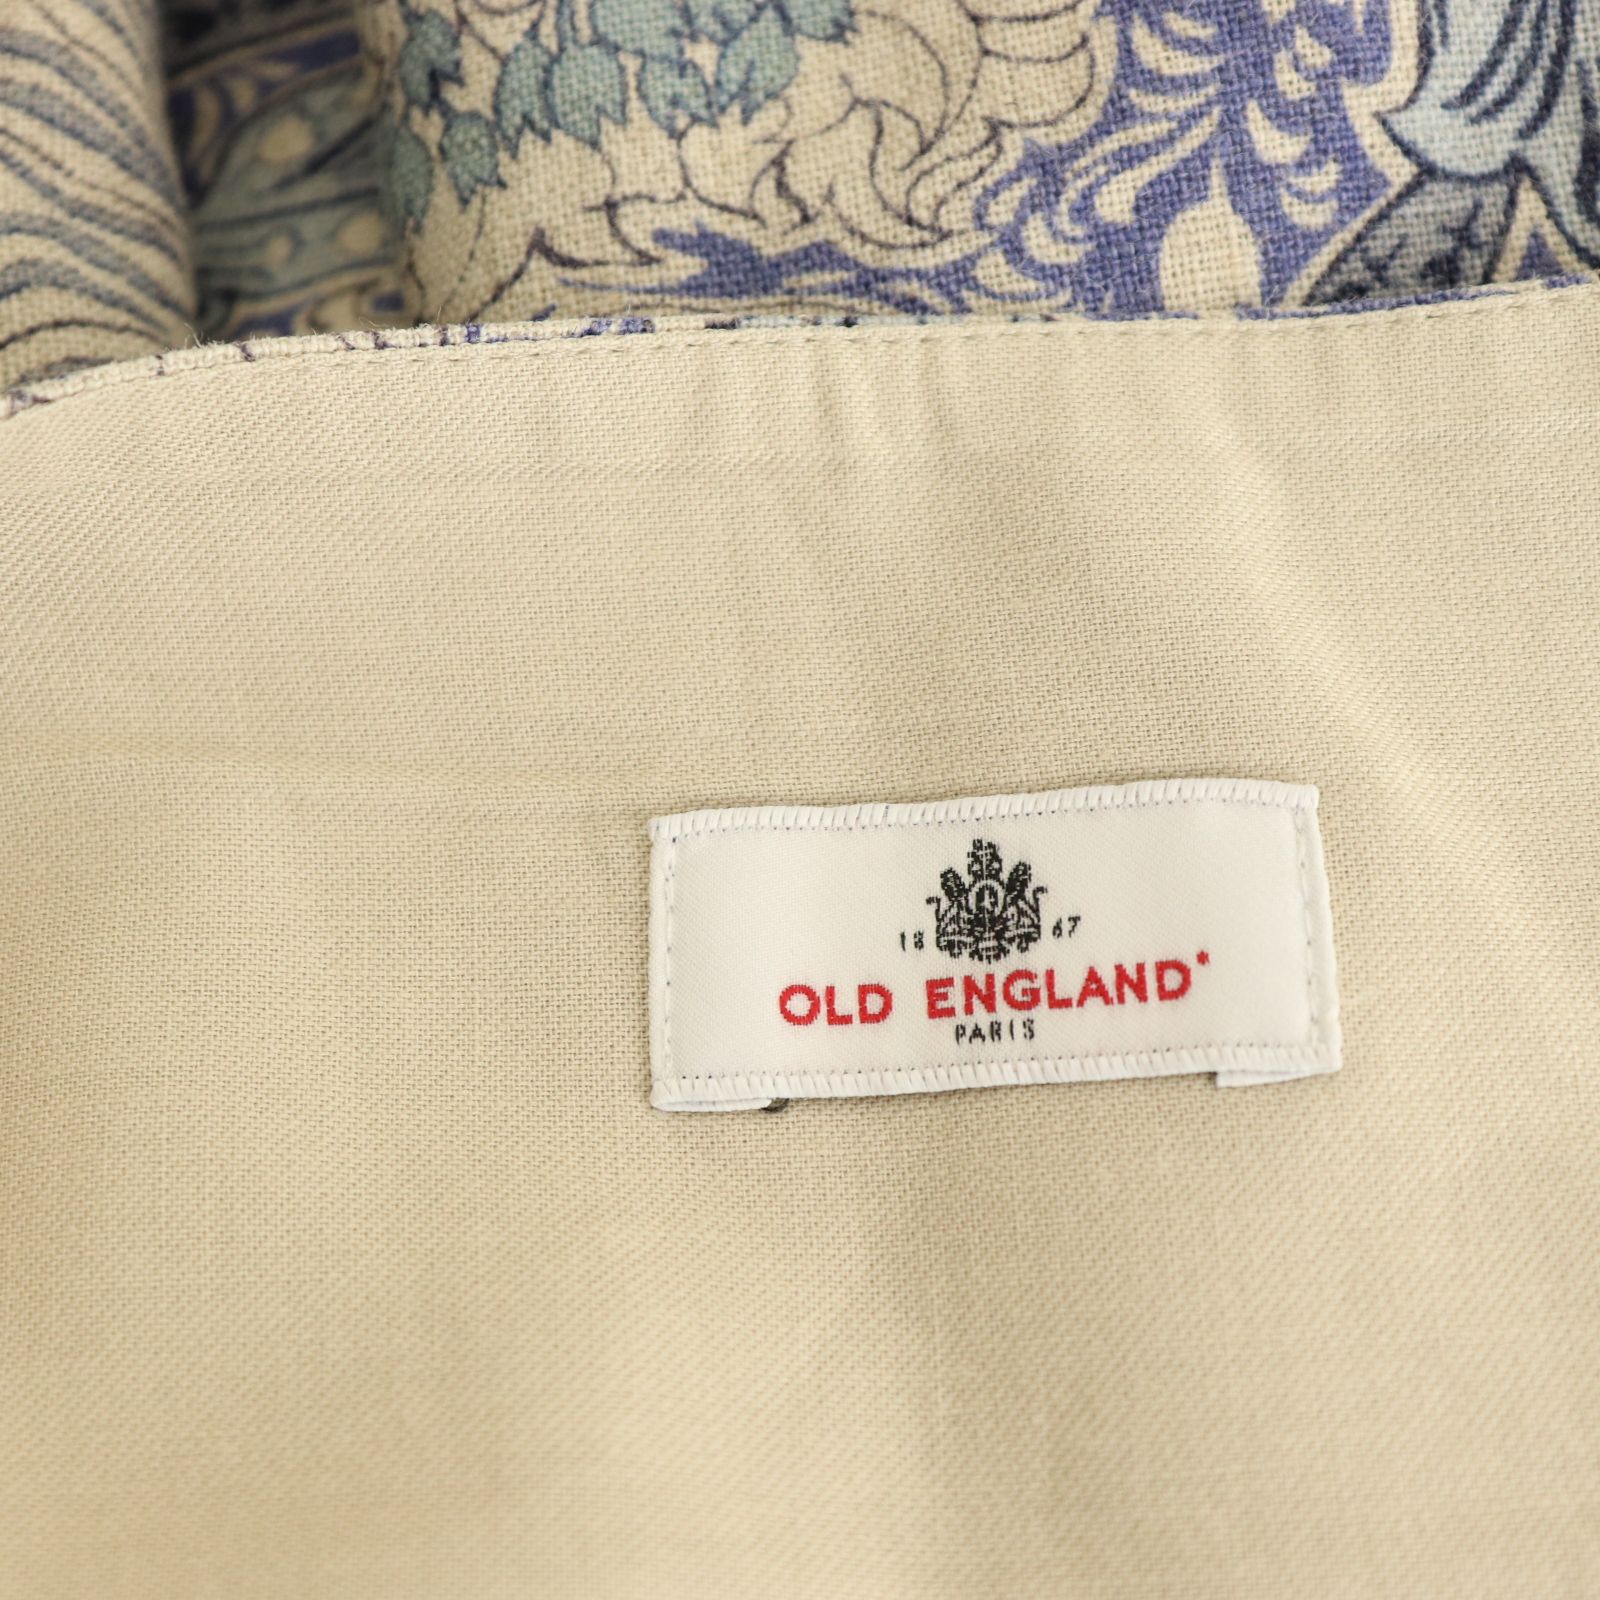 18 67
OLD ENGLAND*
PARIS